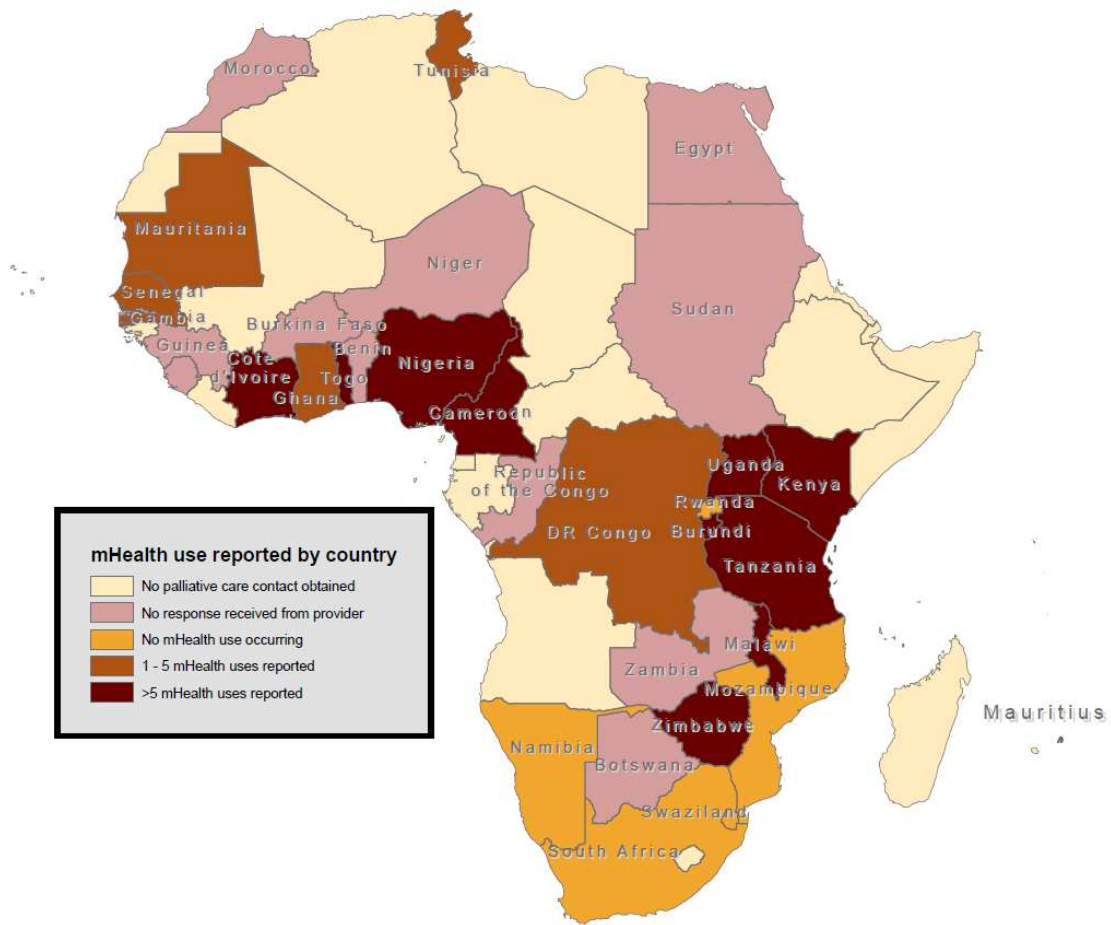 Morocco
Tunisia
Egypt
Mauritania
Niger
Sudan
Senegal
Gambia
Burkina Faso
Guinea
Benin
Nigeria
Côte
d'Ivoire
Togo
Ghana
Cameroon
Uganda
Republic
of the Congo
Kenya
Rwanda
DR Congo
Burundi
Tanzania
Malawi
Zambia
Mozambique
Mauritius
Zimbabwe
Namibia
Botswana
Swaziland
South Africa
mHealth use reported by country
No palliative care contact obtained
No response received from provider
No mHealth use occurring
1 - 5 mHealth uses reported
>5 mHealth uses reported